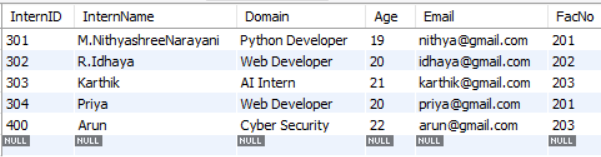 InternID InternName Domain Age Email FacNo
301 M.NithyashreeNarayani Python Developer 19 nithya@gmail.com 201
302 R.Idhaya Web Developer 20 idhaya@gmail.com 202
303 Karthik AI Intern 21 karthik@gmail.com 203
304 Priya Web Developer 20 priya@gmail.com 201
400 Arun Cyber Security 22 arun@gmail.com 203
NULL NULL NULL NULL NULL NULL